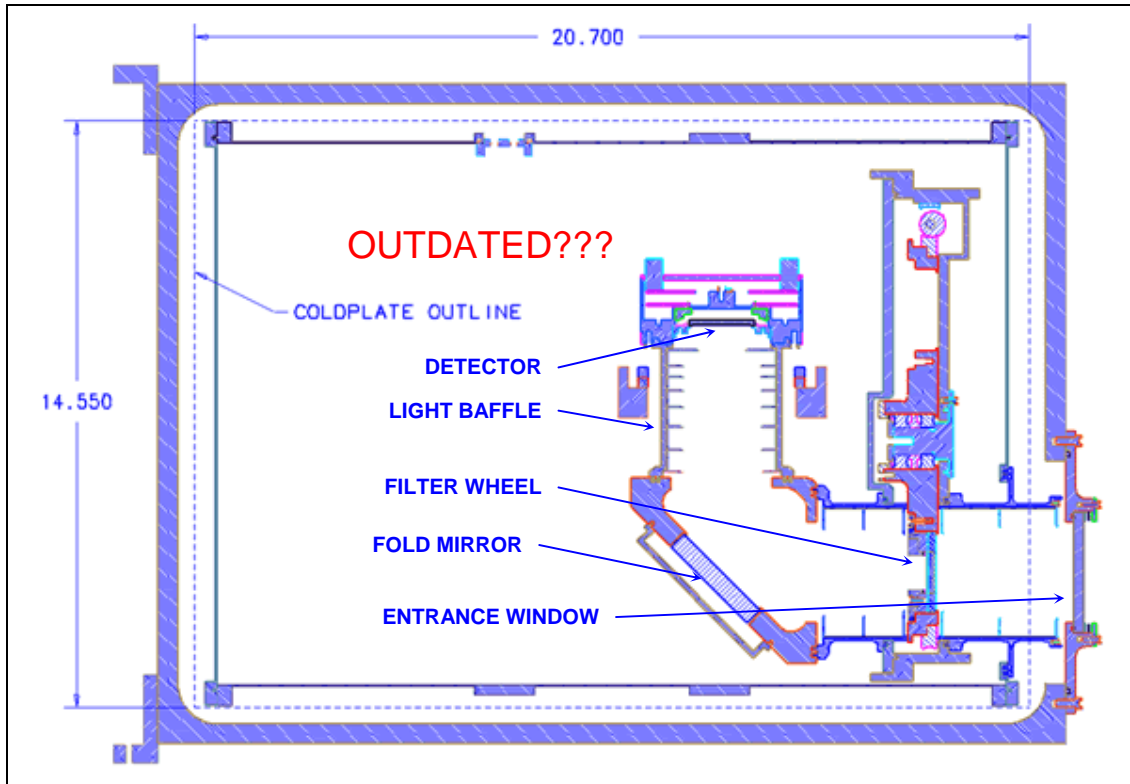 20.700
OUTDATED???
COLDPLATE OUTLINE
DETECTOR
14.550
LIGHT BAFFLE
FILTER WHEEL
FOLD MIRROR
ENTRANCE WINDOW